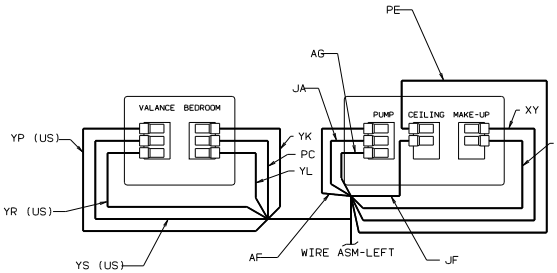 PE
AG
JA
VALANCE BEDROOM
PUMP CEILING MAKE-UP
XY
YP (US)
YK
PC
YL
YR (US)
YS (US)
AF
WIRE ASM-LEFT
JF